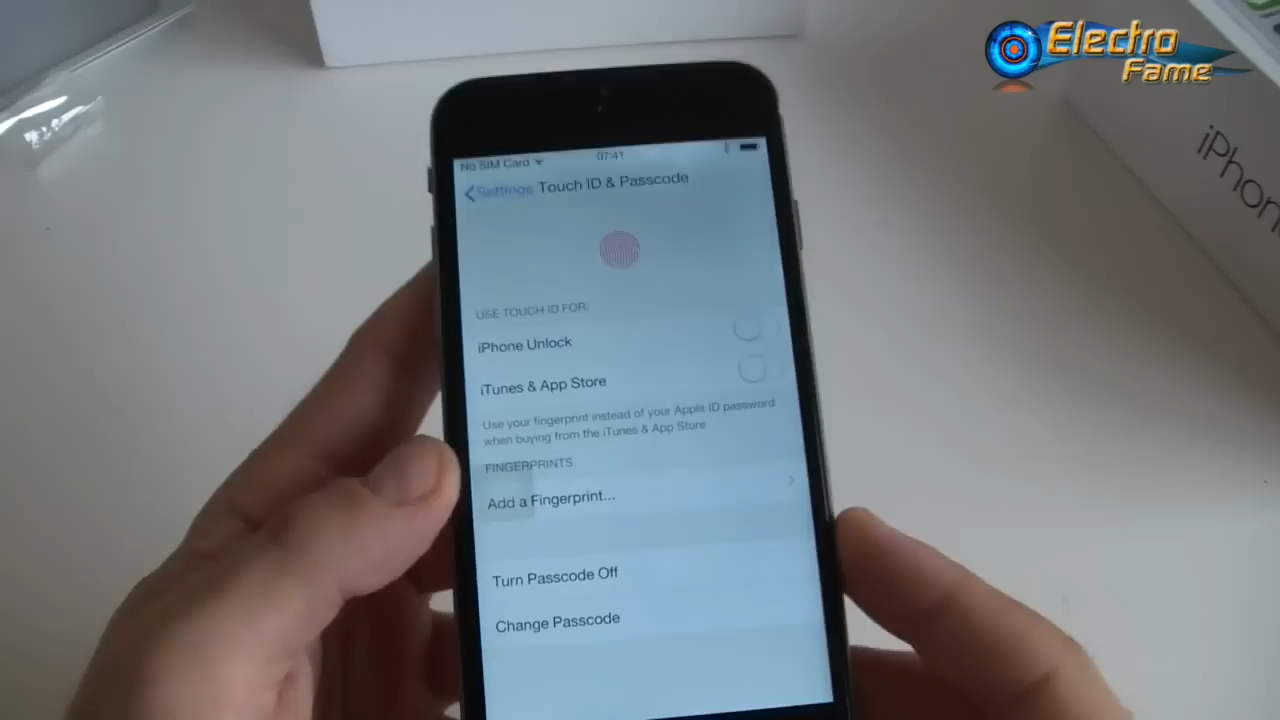 Electro
Fame
iPhon
No SIM Card
07:41
Settings
Touch ID & Passcode
USE TOUCH ID FOR:
iPhone Unlock
iTunes & App Store
Use your fingerprint instead of your Apple ID password
when buying from the iTunes & App Store
FINGERPRINTS
Add a Fingerprint...
Turn Passcode Off
Change Passcode